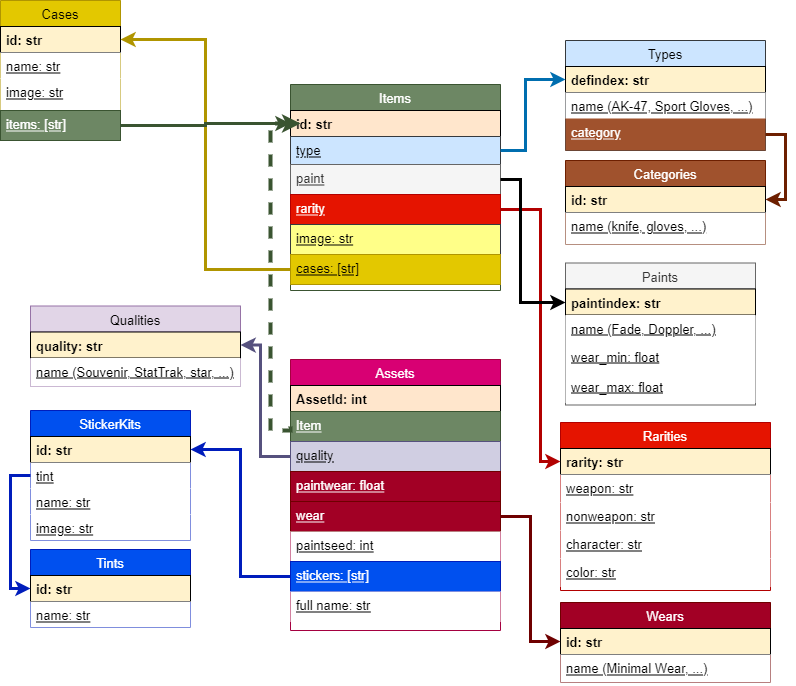 Cases
id: str
name: str
image: str
items: [str]
Items
id: str
type
paint
rarity
image: str
cases: [str]
Types
defindex: str
name (AK-47, Sport Gloves, ...)
category
Categories
id: str
name (knife, gloves, ...)
Paints
paintindex: str
name (Fade, Doppler, ...)
wear_min: float
wear_max: float
Qualities
quality: str
name (Souvenir, StatTrak, star, ...)
Assets
AssetId: int
Item
quality
paintwear: float
wear
paintseed: int
stickers: [str]
full name: str
StickerKits
id: str
tint
name: str
image: str
Tints
id: str
name: str
Rarities
rarity: str
weapon: str
nonweapon: str
character: str
color: str
Wears
id: str
name (Minimal Wear, ...)